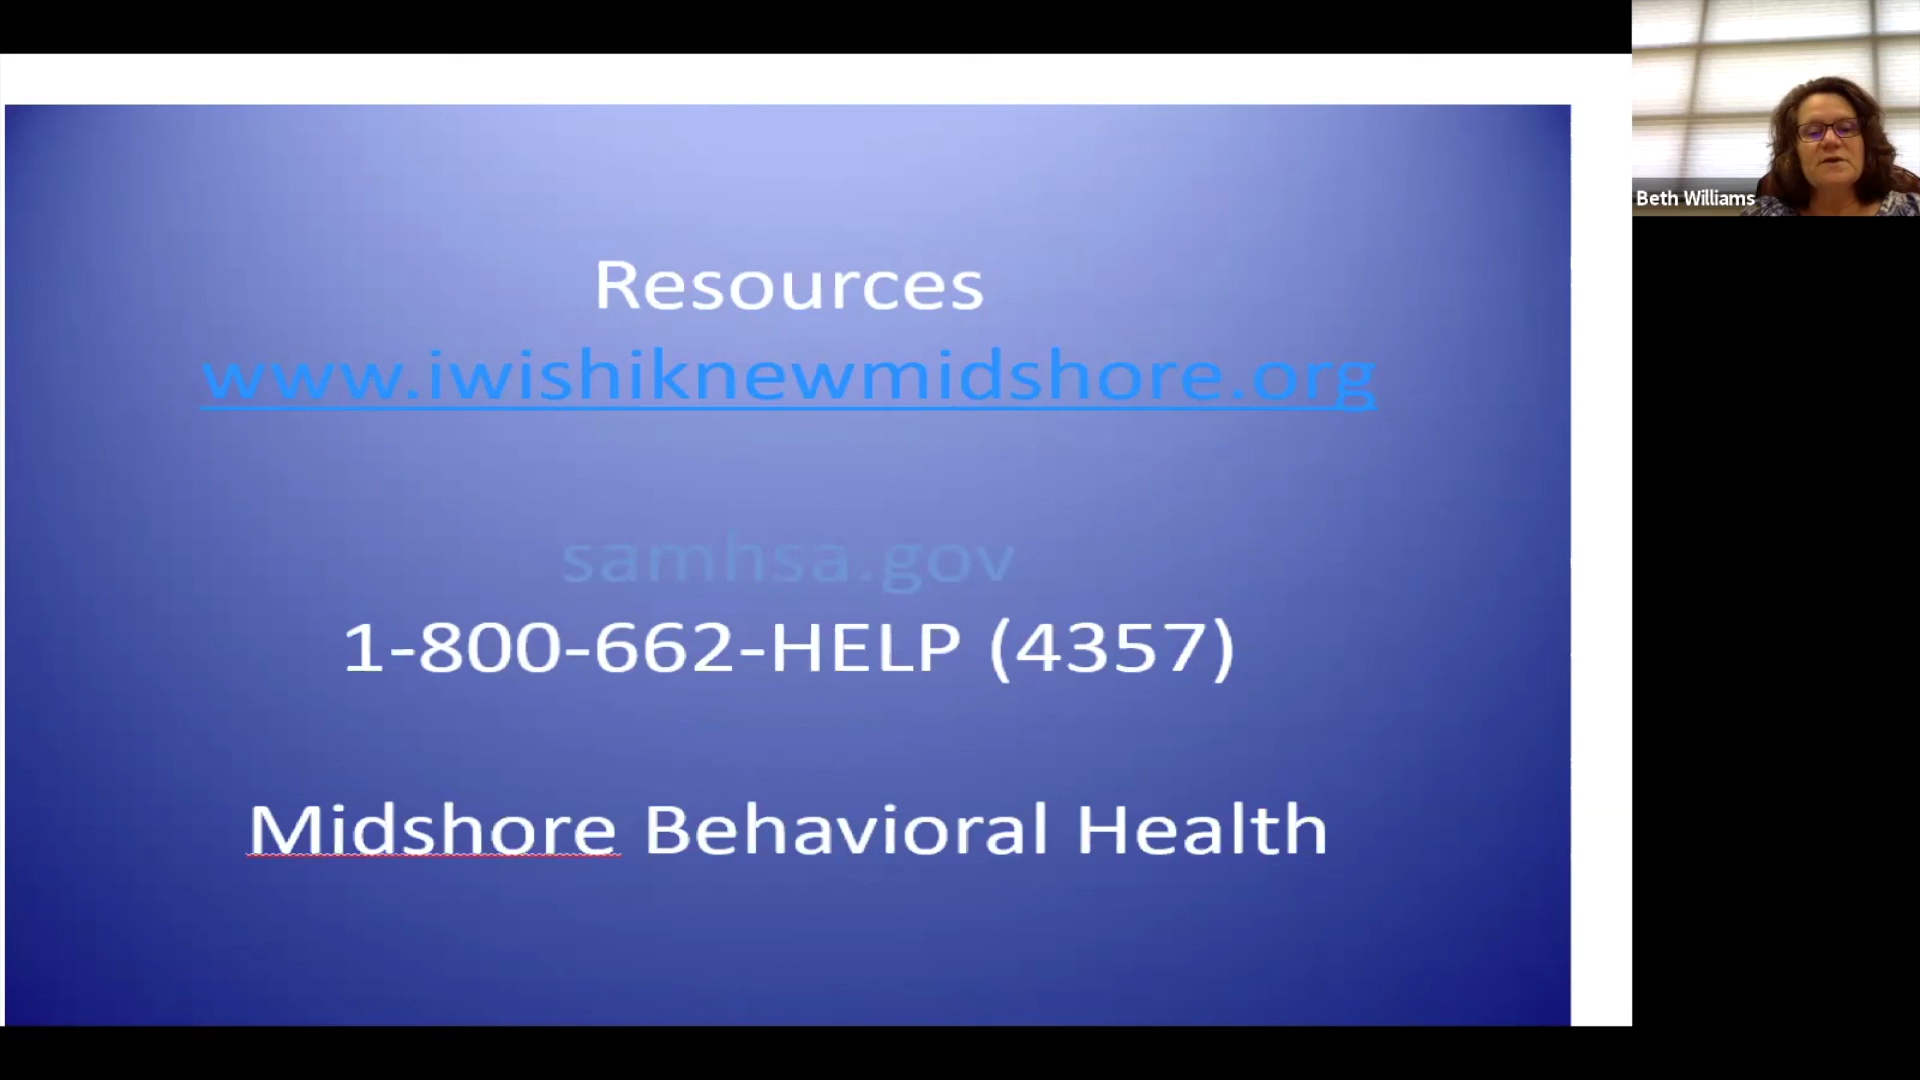 Resources
www.iwishiknewmidshore.org
samhsa.gov
1-800-662-HELP (4357)
Midshore Behavioral Health
Beth Williams